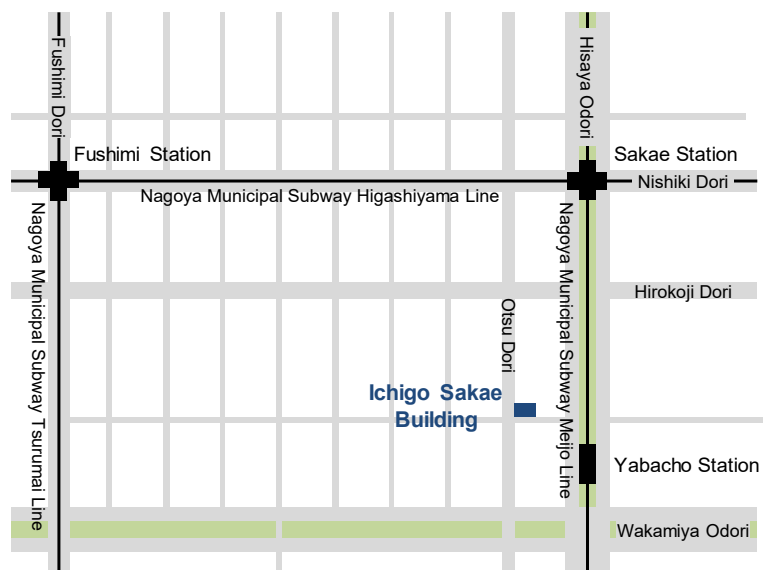 Fushimi Dori
Hisaya Odori
Fushimi Station
Sakae Station
Nishiki Dori
Nagoya Municipal Subway Higashiyama Line
Nagoya Municipal Subway Tsurumai Line
Nagoya Municipal Subway Meijo Line
Hirokoji Dori
Otsu Dori
Ichigo Sakae
Building
Yabacho Station
Wakamiya Odori